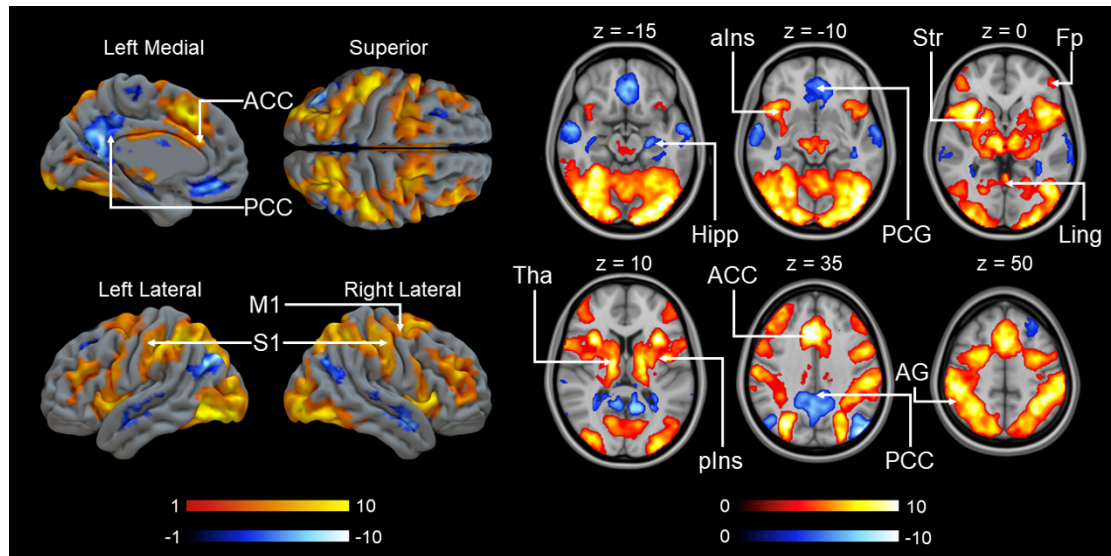 Left Medial
Superior
ACC
PCC
Left Lateral
Right Lateral
M1
S1
1
10
-1
-10
z = -15
z = -10
z = 0
aIns
Str
Fp
Hipp
PCG
Ling
z = 10
z = 35
z = 50
Tha
ACC
AG
pIns
PCC
0
10
0
-10